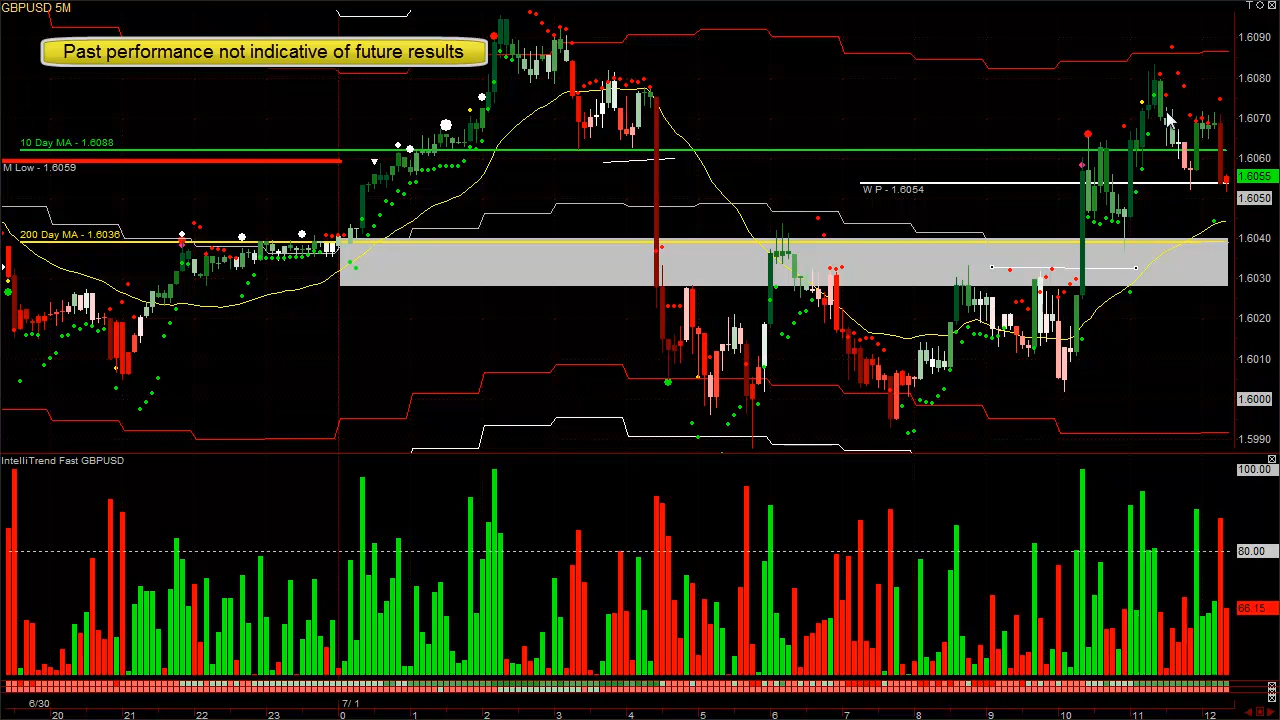 GBPUSD 5M
Past performance not indicative of future results
1.6090
1.6080
1.6070
10 Day MA - 1.6088
M Low - 1.6059
1.6060
1.6055
W P - 1.6054
1.6050
200 Day MA - 1.6036
1.6040
1.6030
1.6020
1.6010
1.6000
1.5990
IntelliTrend Fast GBPUSD
100.00
80.00
66.15
6/30
7/ 1
20 21 22 23 0 1 2 3 4 5 6 7 8 9 10 11 12